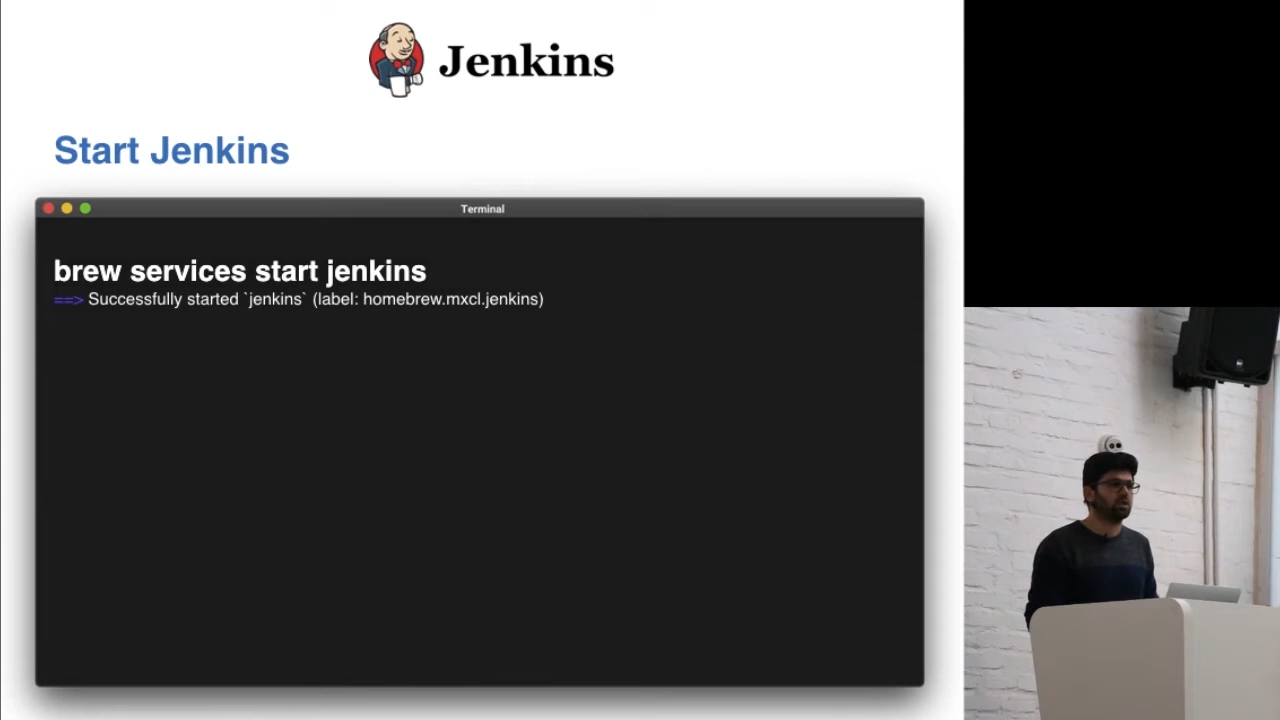 Jenkins
Start Jenkins
Terminal
brew services start jenkins
==> Successfully started `jenkins` (label: homebrew.mxcl.jenkins)